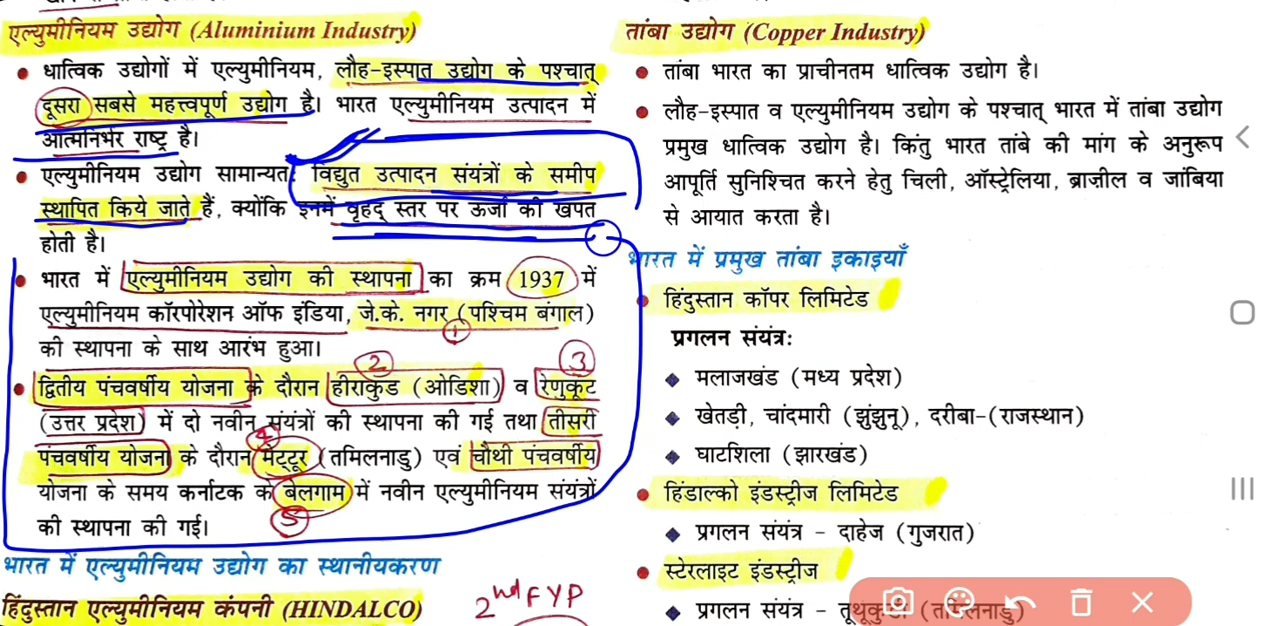 एल्युमीनियम उद्योग (Aluminium Industry)
• धात्विक उद्योगों में एल्युमीनियम, लौह-इस्पात उद्योग के पश्चात्
दूसरा सबसे महत्त्वपूर्ण उद्योग है। भारत एल्युमीनियम उत्पादन में
आत्मनिर्भर राष्ट्र है।
• एल्युमीनियम उद्योग सामान्यतः विद्युत उत्पादन संयंत्रों के समीप
स्थापित किये जाते हैं, क्योंकि इनमें वृहद् स्तर पर ऊर्जा की खपत
होती है।
• भारत में एल्युमीनियम उद्योग की स्थापना का क्रम 1937 में
एल्युमीनियम कॉरपोरेशन ऑफ इंडिया, जे.के. नगर (पश्चिम बंगाल)
1
की स्थापना के साथ आरंभ हुआ।
2 3
• द्वितीय पंचवर्षीय योजना के दौरान हीराकुंड (ओडिशा) व रेणुकूट
(उत्तर प्रदेश) में दो नवीन संयंत्रों की स्थापना की गई तथा तीसरी
4
पंचवर्षीय योजना के दौरान मेट्टूर (तमिलनाडु) एवं चौथी पंचवर्षीय
योजना के समय कर्नाटक के बेलगाम में नवीन एल्युमीनियम संयंत्रों
5
की स्थापना की गई।
भारत में एल्युमीनियम उद्योग का स्थानीयकरण
हिंदुस्तान एल्युमीनियम कंपनी (HINDALCO)
2nd FYP
तांबा उद्योग (Copper Industry)
• तांबा भारत का प्राचीनतम धात्विक उद्योग है।
• लौह-इस्पात व एल्युमीनियम उद्योग के पश्चात् भारत में तांबा उद्योग
प्रमुख धात्विक उद्योग है। किंतु भारत तांबे की मांग के अनुरूप
आपूर्ति सुनिश्चित करने हेतु चिली, ऑस्ट्रेलिया, ब्राज़ील व जांबिया
से आयात करता है।
भारत में प्रमुख तांबा इकाइयाँ
• हिंदुस्तान कॉपर लिमिटेड
प्रगलन संयंत्र:
◆ मलाजखंड (मध्य प्रदेश)
◆ खेतड़ी, चांदमारी (झुंझुनू), दरीबा-(राजस्थान)
◆ घाटशिला (झारखंड)
• हिंडाल्को इंडस्ट्रीज लिमिटेड
◆ प्रगलन संयंत्र - दाहेज (गुजरात)
• स्टेरलाइट इंडस्ट्रीज
◆ प्रगलन संयंत्र - (तमिलनाडु)